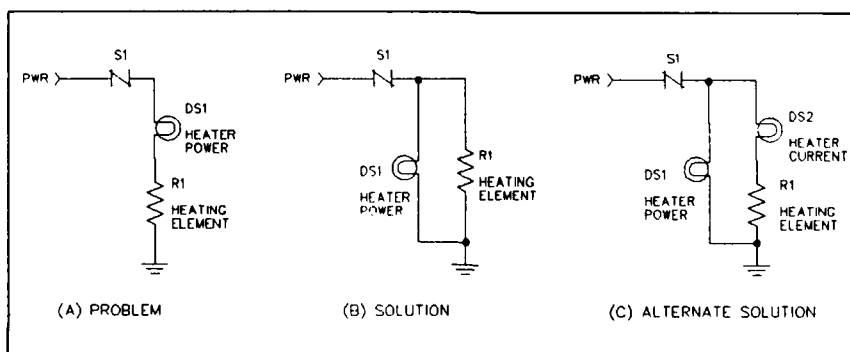 S1
PWR
DS1
HEATER
POWER
R1
HEATING
ELEMENT
(A) PROBLEM
S1
PWR
DS1
HEATER
POWER
R1
HEATING
ELEMENT
(B) SOLUTION
S1
PWR
DS2
HEATER
CURRENT
DS1
HEATER
POWER
R1
HEATING
ELEMENT
(C) ALTERNATE SOLUTION